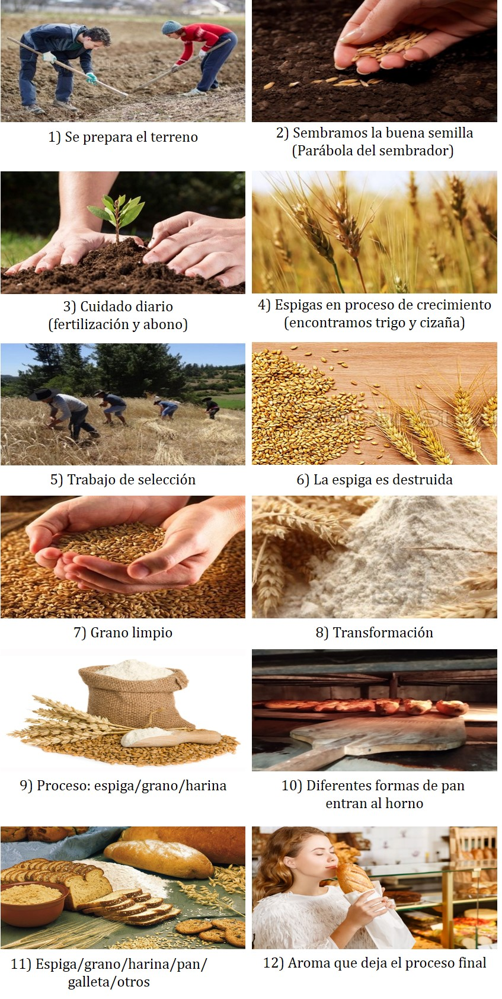 1) Se prepara el terreno
2) Sembramos la buena semilla
(Parábola del sembrador)
3) Cuidado diario
(fertilización y abono)
4) Espigas en proceso de crecimiento
(encontramos trigo y cizaña)
5) Trabajo de selección
6) La espiga es destruida
7) Grano limpio
8) Transformación
9) Proceso: espiga/grano/harina
10) Diferentes formas de pan
entran al horno
11) Espiga/grano/harina/pan/
galleta/otros
12) Aroma que deja el proceso final